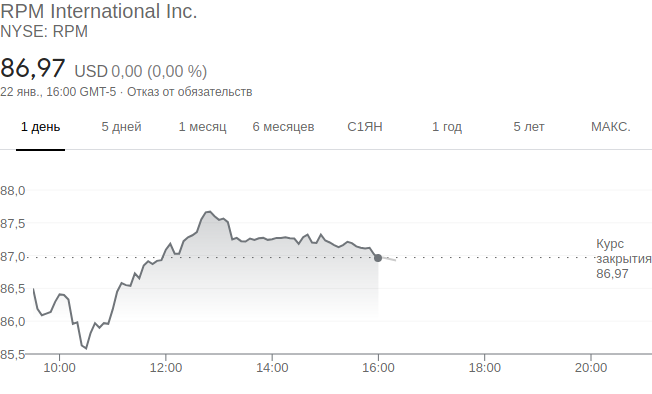 RPM International Inc.
NYSE: RPM
86,97 USD 0,00 (0,00 %)
22 янв., 16:00 GMT-5 · Отказ от обязательств
1 день 5 дней 1 месяц 6 месяцев С1ЯН 1 год 5 лет МАКС.
88,0
87,5
Курс
87,0
закрытия
86,97
86,5
86,0
85,5
10:00 12:00 14:00 16:00 18:00 20:00